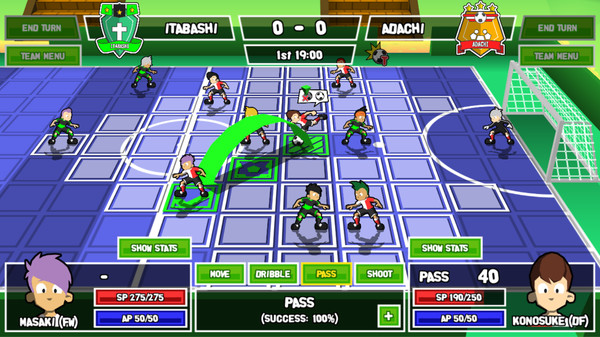 END TURN
ITABASHI
0 - 0
ADACHI
END TURN
TEAM MENU
1st 19:00
TEAM MENU
ITABASHI
ADACHI
SHOW STATS
SHOW STATS
-
MOVE
DRIBBLE
PASS
SHOOT
PASS 40
SP 275/275
AP 50/50
MASAKI (FW)
PASS
(SUCCESS: 100%)
+
SP 190/250
AP 50/50
KONOSUKE (DF)